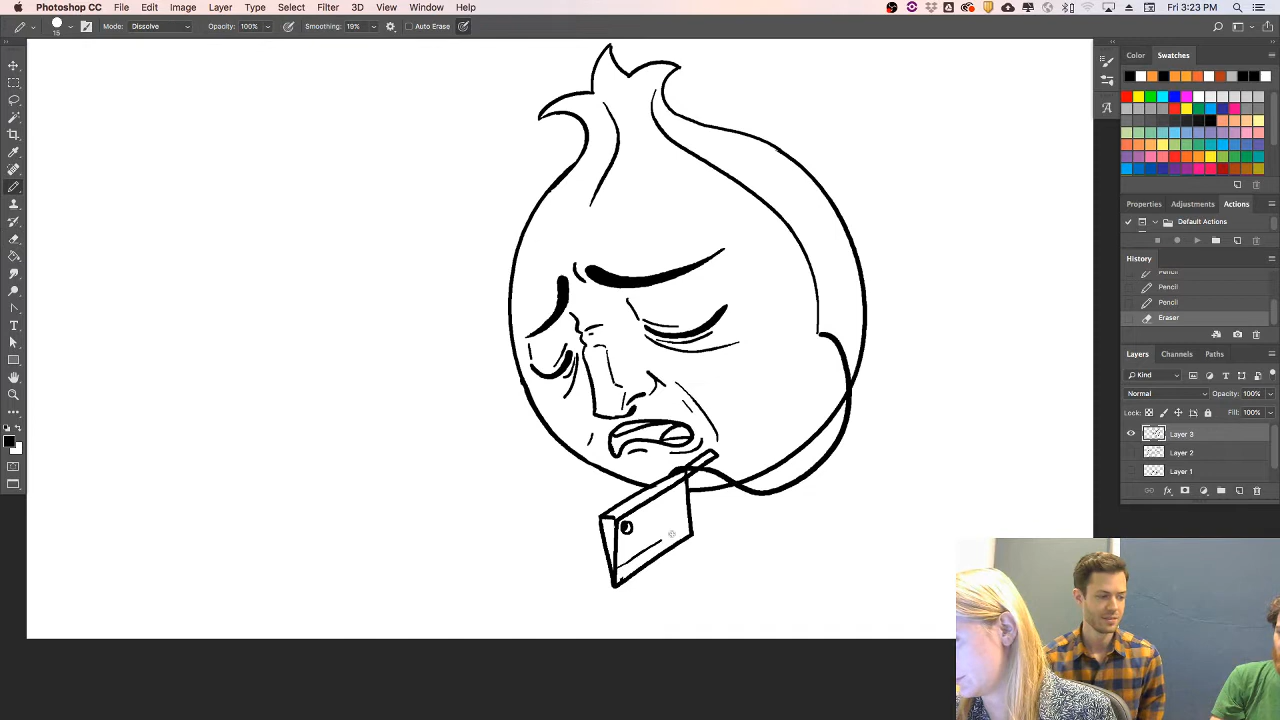 Photoshop CC File Edit Image Layer Type Select Filter 3D View Window Help Fri 3:23 PM
15 Mode: Dissolve Opacity: 100% Smoothing: 19% Auto Erase
Color Swatches
Properties Adjustments Actions
Default Actions
History
Pencil
Pencil
Pencil
Eraser
Layers Channels Paths
Kind
Normal Opacity: 100%
Lock: Fill: 100%
Layer 3
Layer 2
Layer 1